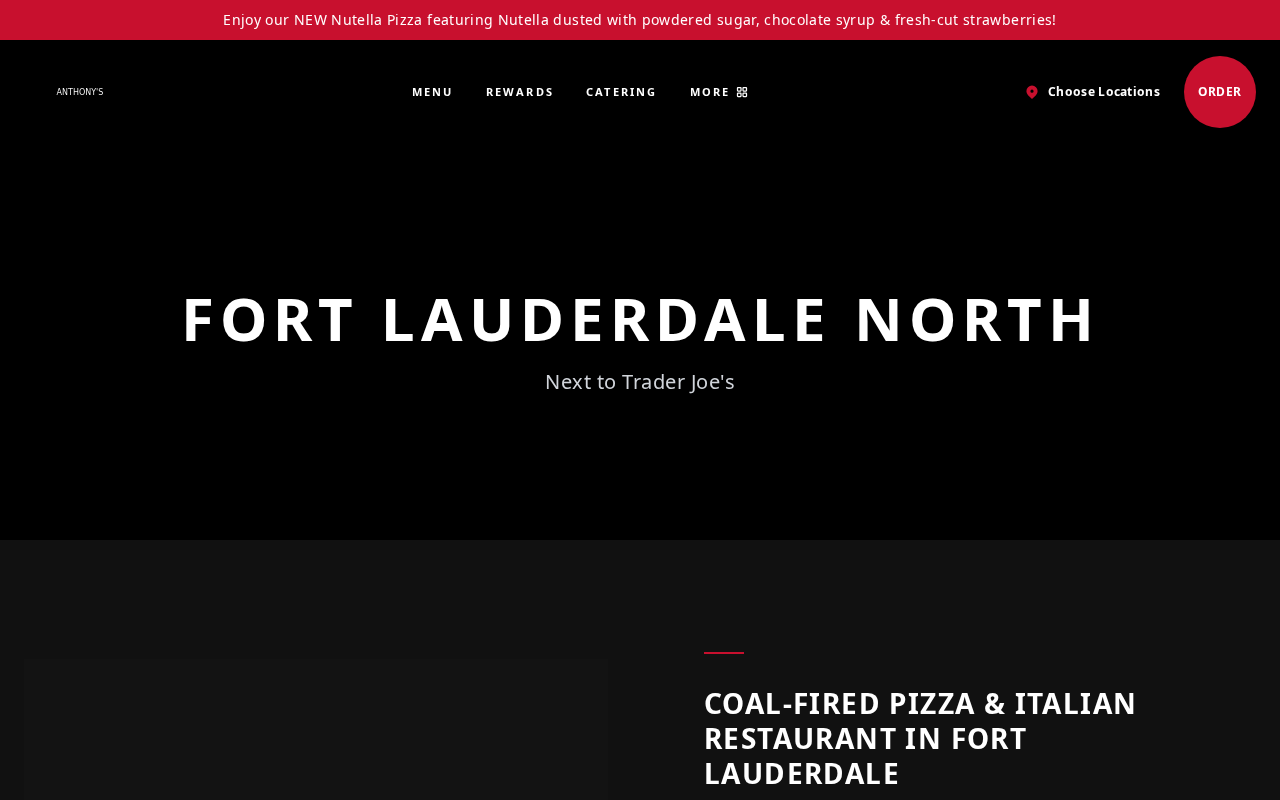 Enjoy our NEW Nutella Pizza featuring Nutella dusted with powdered sugar, chocolate syrup & fresh-cut strawberries!
ANTHONY'S
MENU
REWARDS
CATERING
MORE
Choose Locations
ORDER
FORT LAUDERDALE NORTH
Next to Trader Joe's
COAL-FIRED PIZZA & ITALIAN
RESTAURANT IN FORT
LAUDERDALE